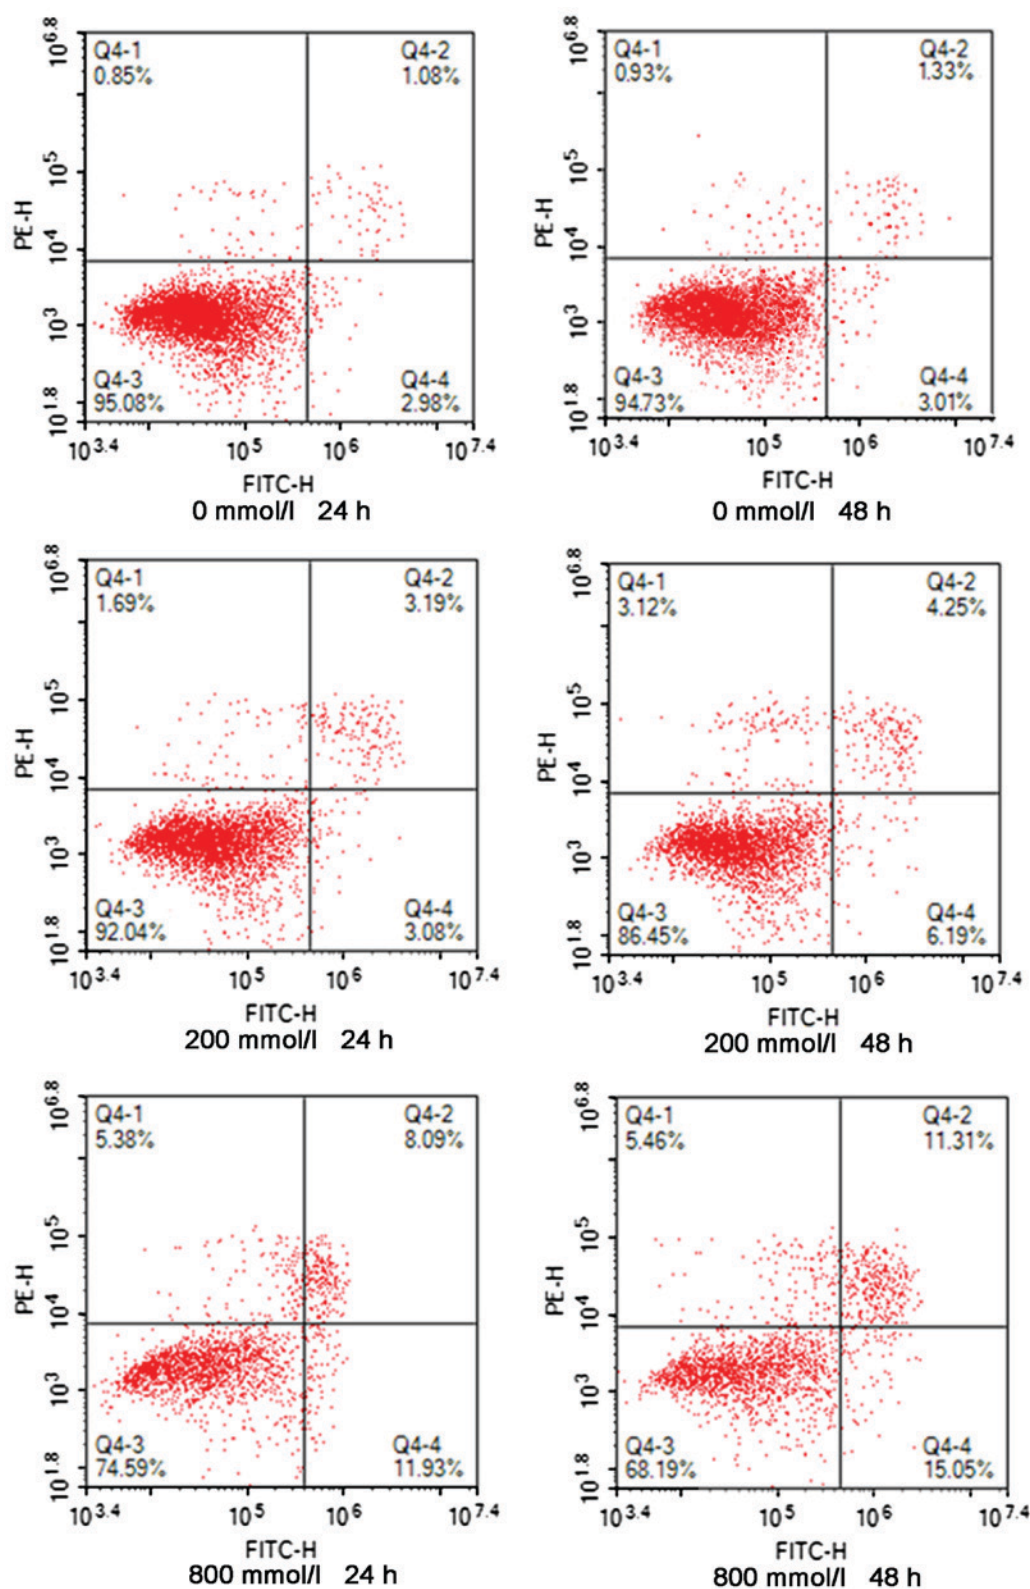 10^6.8
Q4-1 Q4-2
0.85% 1.08%
10^5
PE-H
10^4
10^3
Q4-3 Q4-4
95.08% 2.98%
10^1.8
10^3.4 10^5 10^6 10^7.4
FITC-H
0 mmol/l 24 h
10^6.8
Q4-1 Q4-2
0.93% 1.33%
10^5
PE-H
10^4
10^3
Q4-3 Q4-4
94.73% 3.01%
10^1.8
10^3.4 10^5 10^6 10^7.4
FITC-H
0 mmol/l 48 h
10^6.8
Q4-1 Q4-2
1.69% 3.19%
10^5
PE-H
10^4
10^3
Q4-3 Q4-4
92.04% 3.08%
10^1.8
10^3.4 10^5 10^6 10^7.4
FITC-H
200 mmol/l 24 h
10^6.8
Q4-1 Q4-2
3.12% 4.25%
10^5
PE-H
10^4
10^3
Q4-3 Q4-4
86.45% 6.19%
10^1.8
10^3.4 10^5 10^6 10^7.4
FITC-H
200 mmol/l 48 h
10^6.8
Q4-1 Q4-2
5.38% 8.09%
10^5
PE-H
10^4
10^3
Q4-3 Q4-4
74.59% 11.93%
10^1.8
10^3.4 10^5 10^6 10^7.4
FITC-H
800 mmol/l 24 h
10^6.8
Q4-1 Q4-2
5.46% 11.31%
10^5
PE-H
10^4
10^3
Q4-3 Q4-4
68.19% 15.05%
10^1.8
10^3.4 10^5 10^6 10^7.4
FITC-H
800 mmol/l 48 h